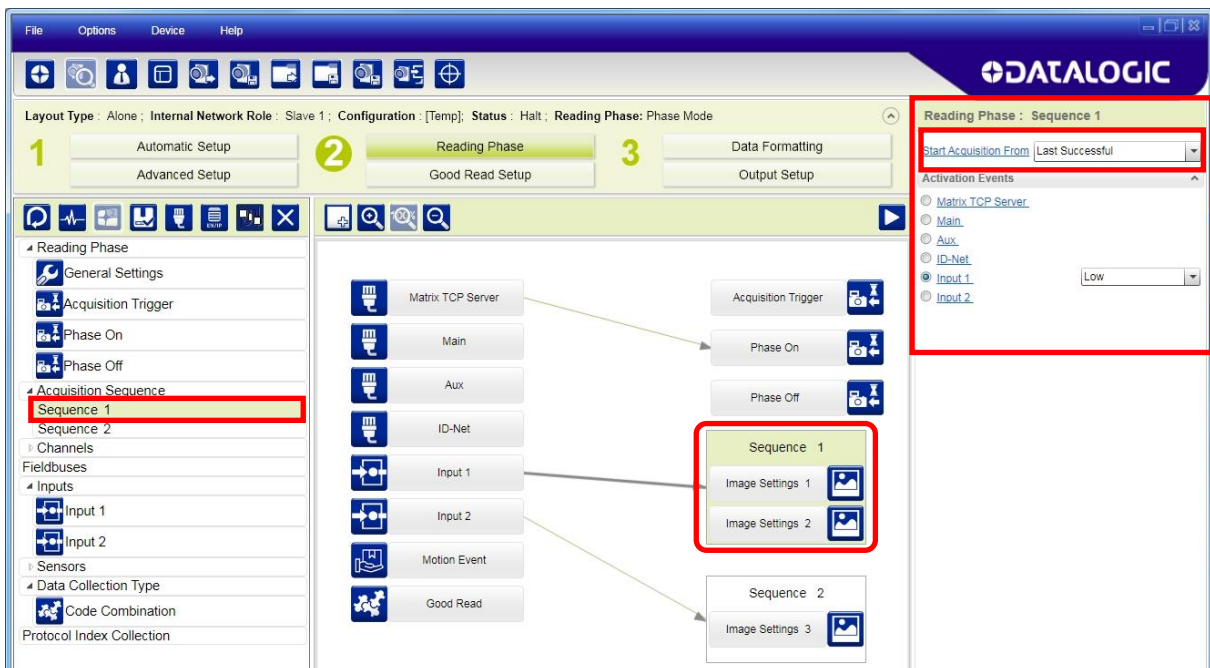 File Options Device Help
DATALOGIC
Layout Type : Alone ; Internal Network Role : Slave 1 ; Configuration : [Temp]; Status : Halt ; Reading Phase: Phase Mode
1
Automatic Setup
Advanced Setup
2
Reading Phase
Good Read Setup
3
Data Formatting
Output Setup
Reading Phase
General Settings
Acquisition Trigger
Phase On
Phase Off
Acquisition Sequence
Sequence 1
Sequence 2
Channels
Fieldbuses
Inputs
Input 1
Input 2
Sensors
Data Collection Type
Code Combination
Protocol Index Collection
100%
Matrix TCP Server
Main
Aux
ID-Net
Input 1
Input 2
Motion Event
Good Read
Acquisition Trigger
Phase On
Phase Off
Sequence 1
Image Settings 1
Image Settings 2
Sequence 2
Image Settings 3
Reading Phase : Sequence 1
Start Acquisition From Last Successful
Activation Events
Matrix TCP Server
Main
Aux
ID-Net
Input 1 Low
Input 2